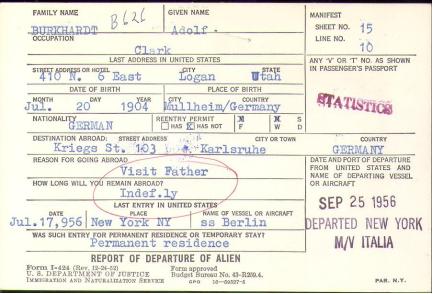 FAMILY NAME GIVEN NAME MANIFEST
BURKHARDT B626 Adolf SHEET NO. 15
OCCUPATION LINE NO. 10
Clark
LAST ADDRESS IN UNITED STATES ANY 'V' OR 'T' NO. AS SHOWN IN PASSENGER'S PASSPORT
STREET ADDRESS OR HOTEL CITY STATE
410 N. 6 East Logan Utah
DATE OF BIRTH PLACE OF BIRTH
MONTH DAY YEAR CITY COUNTRY
Jul. 20 1904 Mullheim/Germany STATISTICS
NATIONALITY REENTRY PERMIT M M S
GERMAN HAS X HAS NOT F W D
DESTINATION ABROAD: STREET ADDRESS CITY OR TOWN COUNTRY
Kriegs St. 103 Karlsruhe GERMANY
REASON FOR GOING ABROAD DATE AND PORT OF DEPARTURE FROM UNITED STATES AND NAME OF DEPARTING VESSEL OR AIRCRAFT
Visit Father
HOW LONG WILL YOU REMAIN ABROAD?
Indef.ly
LAST ENTRY IN UNITED STATES SEP 25 1956
DATE PLACE NAME OF VESSEL OR AIRCRAFT
Jul.17,1956 New York NY ss Berlin DEPARTED NEW YORK
WAS SUCH ENTRY FOR PERMANENT RESIDENCE OR TEMPORARY STAY? M/V ITALIA
Permanent residence
REPORT OF DEPARTURE OF ALIEN
Form I-424 (Rev. 12-24-52) Form approved
U. S. DEPARTMENT OF JUSTICE Budget Bureau No. 43-R289.4.
IMMIGRATION AND NATURALIZATION SERVICE GPO 16-69527-1 PAR. N.Y.